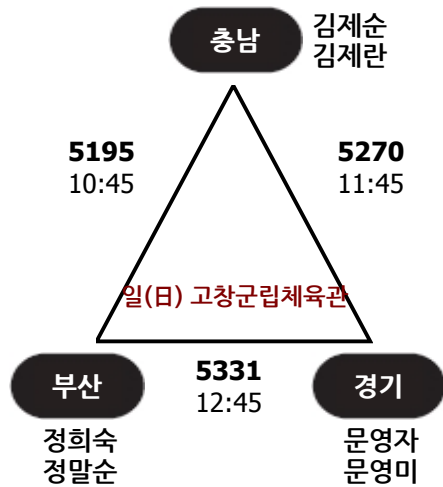 충남
김제순
김제란
5195
10:45
5270
11:45
일(日) 고창군립체육관
부산
5331
12:45
경기
정희숙
정말순
문영자
문영미